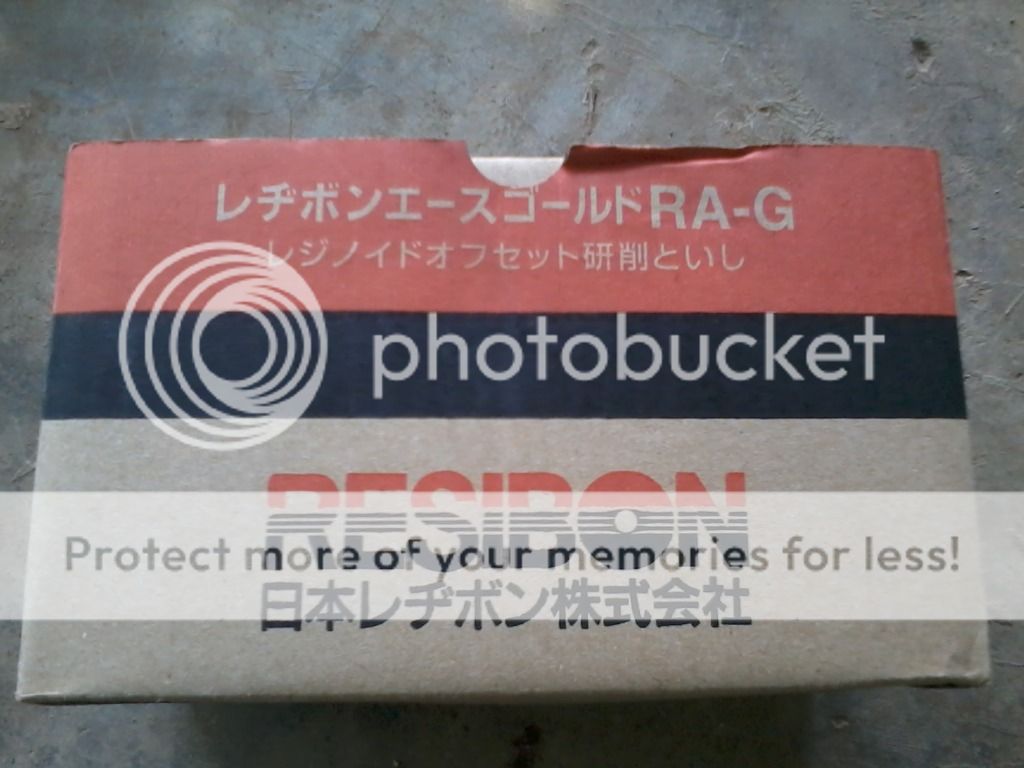 レヂボンエースゴールドRA-G
レジノイドオフセット研削といし
photobucket
RESIBON
Protect more of your memories for less!
日本レヂボン株式会社